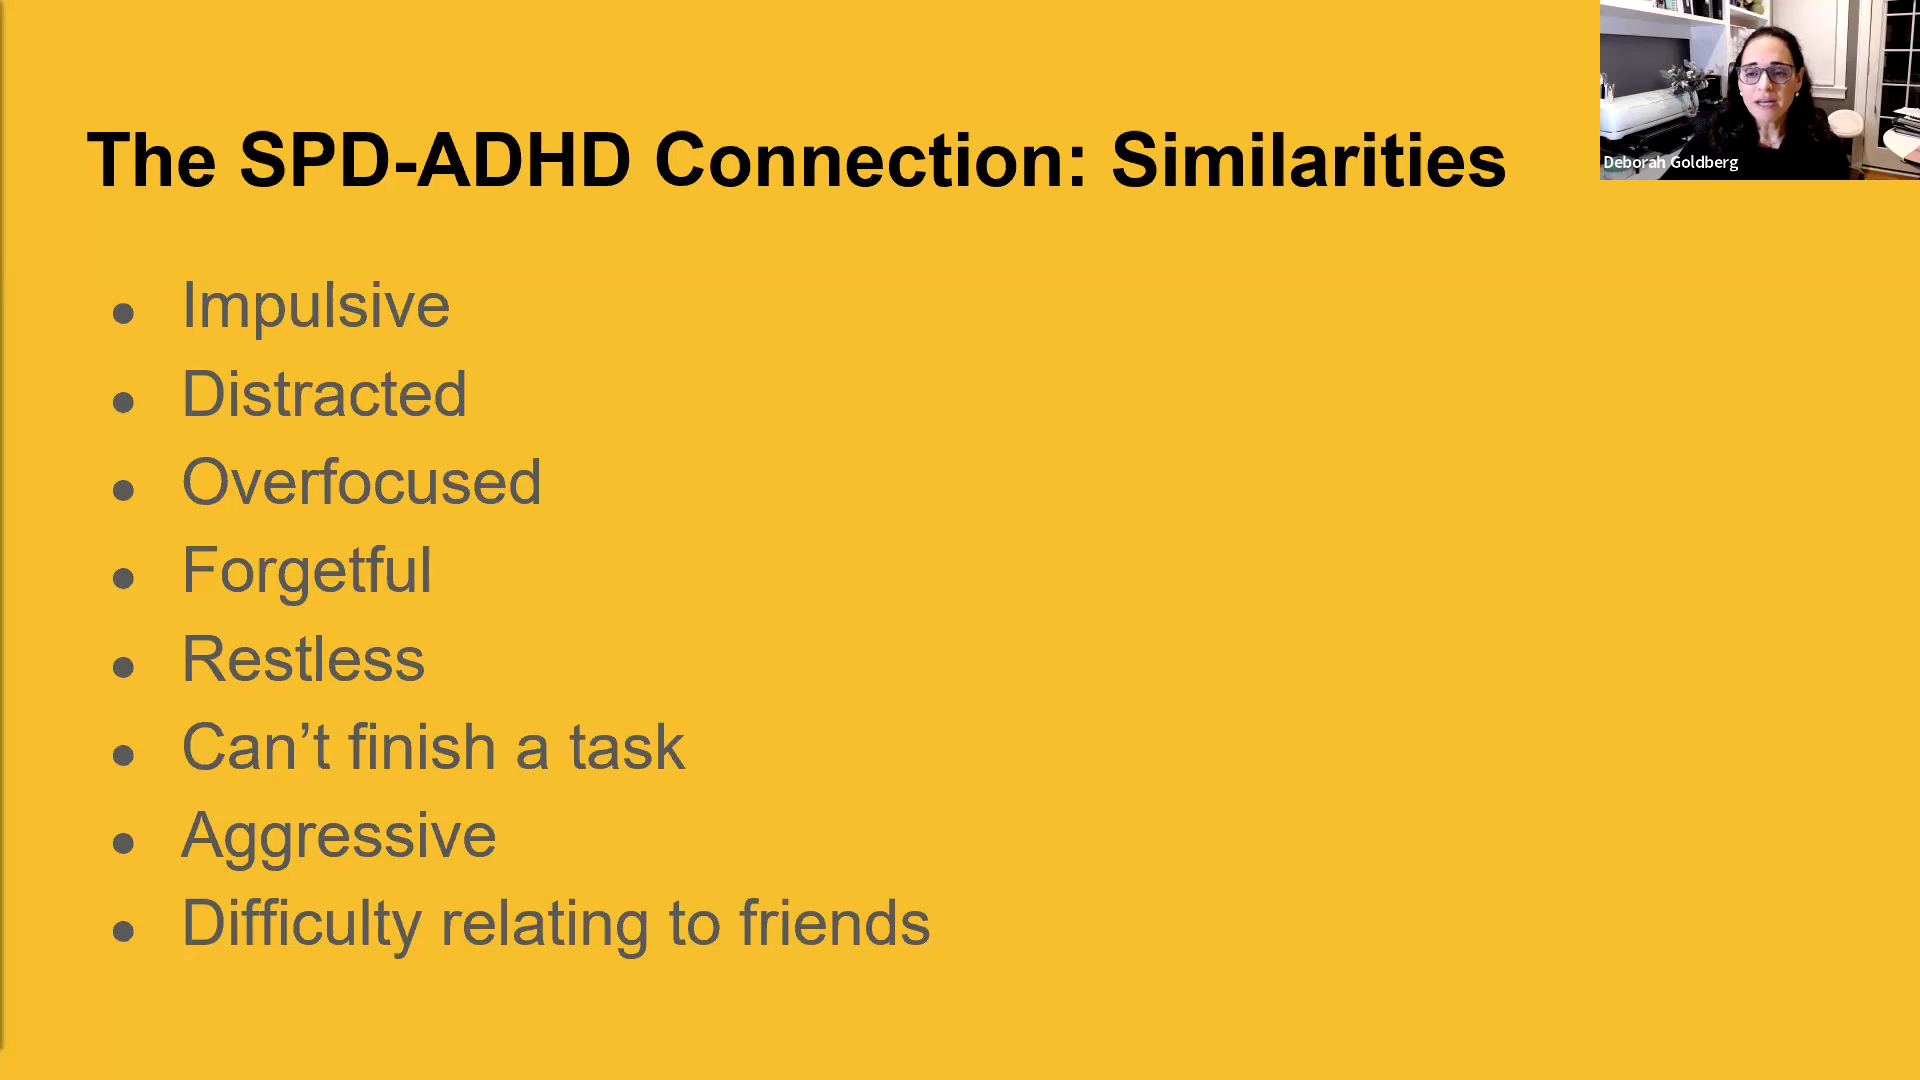 The SPD-ADHD Connection: Similarities
Deborah Goldberg
● Impulsive
● Distracted
● Overfocused
● Forgetful
● Restless
● Can’t finish a task
● Aggressive
● Difficulty relating to friends